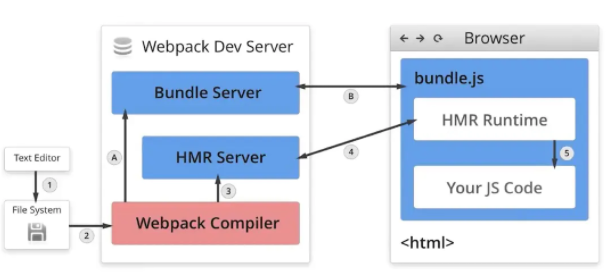 Webpack Dev Server
Browser
bundle.js
Bundle Server
B
HMR Runtime
HMR Server
A
4
5
Text Editor
1
3
Your JS Code
File System
2
Webpack Compiler
<html>